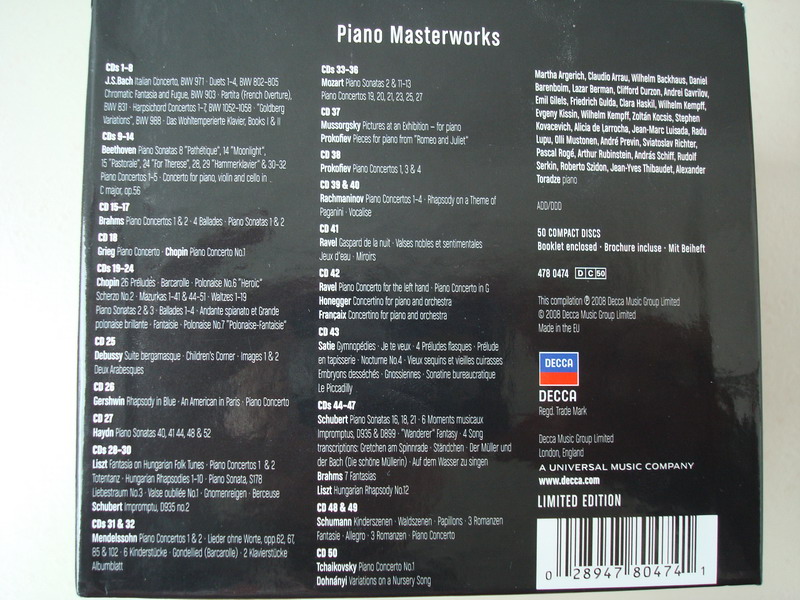 Piano Masterworks
CDs 1–8
J.S.Bach Italian Concerto, BWV 971 · Duets 1–4, BWV 802–805
Chromatic Fantasia and Fugue, BWV 903 · Partita (French Overture),
BWV 831 · Harpsichord Concertos 1–7, BWV 1052–1058 · "Goldberg
Variations", BWV 988 · Das Wohltemperierte Klavier, Books I & II
CDs 9–14
Beethoven Piano Sonatas 8 "Pathétique", 14 "Moonlight",
15 "Pastorale", 24 "For Therese", 28, 29 "Hammerklavier" & 30–32
Piano Concertos 1–5 · Concerto for piano, violin and cello in
C major, op.56
CDs 15–17
Brahms Piano Concertos 1 & 2 · 4 Ballades · Piano Sonatas 1 & 2
CD 18
Grieg Piano Concerto · Chopin Piano Concerto No.1
CDs 19–24
Chopin 26 Préludes · Barcarolle · Polonaise No.6 "Heroic"
Scherzo No.2 · Mazurkas 1–41 & 44–51 · Waltzes 1–19
Piano Sonatas 2 & 3 · Ballades 1–4 · Andante spianato et Grande
polonaise brillante · Fantaisie · Polonaise No.7 "Polonaise-Fantaisie"
CD 25
Debussy Suite bergamasque · Children's Corner · Images 1 & 2
Deux Arabesques
CD 26
Gershwin Rhapsody in Blue · An American in Paris · Piano Concerto
CD 27
Haydn Piano Sonatas 40, 41 44, 48 & 52
CDs 28–30
Liszt Fantasia on Hungarian Folk Tunes · Piano Concertos 1 & 2
Totentanz · Hungarian Rhapsodies 1–10 · Piano Sonata, S178
Liebestraum No.3 · Valse oubliée No.1 · Gnomenreigen · Berceuse
Schubert Impromptu, D935 no.2
CDs 31 & 32
Mendelssohn Piano Concertos 1 & 2 · Lieder ohne Worte, opp.62, 67,
85 & 102 · 6 Kinderstücke · Gondellied (Barcarolle) · 2 Klavierstücke
Albumblatt
CDs 33–36
Mozart Piano Sonatas 2 & 11–13
Piano Concertos 19, 20, 21, 23, 25, 27
CD 37
Mussorgsky Pictures at an Exhibition – for piano
Prokofiev Pieces for piano from "Romeo and Juliet"
CD 38
Prokofiev Piano Concertos 1, 3 & 4
CD 39 & 40
Rachmaninov Piano Concertos 1–4 · Rhapsody on a Theme of
Paganini · Vocalise
CD 41
Ravel Gaspard de la nuit · Valses nobles et sentimentales
Jeux d'eau · Miroirs
CD 42
Ravel Piano Concerto for the left hand · Piano Concerto in G
Honegger Concertino for piano and orchestra
Françaix Concertino for piano and orchestra
CD 43
Satie Gymnopédies · Je te veux · 4 Préludes flasques · Prélude
en tapisserie · Nocturne No.4 · Vieux sequins et vieilles cuirasses
Embryons desséchés · Gnossiennes · Sonatine bureaucratique
Le Piccadilly
CDs 44–47
Schubert Piano Sonatas 16, 18, 21 · 6 Moments musicaux
Impromptus, D935 & D899 · "Wanderer" Fantasy · 4 Song
transcriptions: Gretchen am Spinnrade · Ständchen · Der Müller und
der Bach (Die schöne Müllerin) · Auf dem Wasser zu singen
Brahms 7 Fantasias
Liszt Hungarian Rhapsody No.12
CD 48 & 49
Schumann Kinderszenen · Waldszenen · Papillons · 3 Romanzen
Fantasie · Allegro · 3 Romanzen · Piano Concerto
CD 50
Tchaikovsky Piano Concerto No.1
Dohnányi Variations on a Nursery Song
Martha Argerich, Claudio Arrau, Wilhelm Backhaus, Daniel
Barenboim, Lazar Berman, Clifford Curzon, Andrei Gavrilov,
Emil Gilels, Friedrich Gulda, Clara Haskil, Wilhelm Kempff,
Evgeny Kissin, Wilhelm Kempff, Zoltán Kocsis, Stephen
Kovacevich, Alicia de Larrocha, Jean-Marc Luisada, Radu
Lupu, Olli Mustonen, André Previn, Sviatoslav Richter,
Pascal Rogé, Arthur Rubinstein, András Schiff, Rudolf
Serkin, Roberto Szidon, Jean-Yves Thibaudet, Alexander
Toradze piano
ADD/DDD
50 COMPACT DISCS
Booklet enclosed · Brochure incluse · Mit Beiheft
478 0474 D C 50
This compilation ℗ 2008 Decca Music Group Limited
© 2008 Decca Music Group Limited
Made in the EU
DECCA
DECCA
Regd. Trade Mark
Decca Music Group Limited
London, England
A UNIVERSAL MUSIC COMPANY
www.decca.com
LIMITED EDITION
0 28947 80474 1